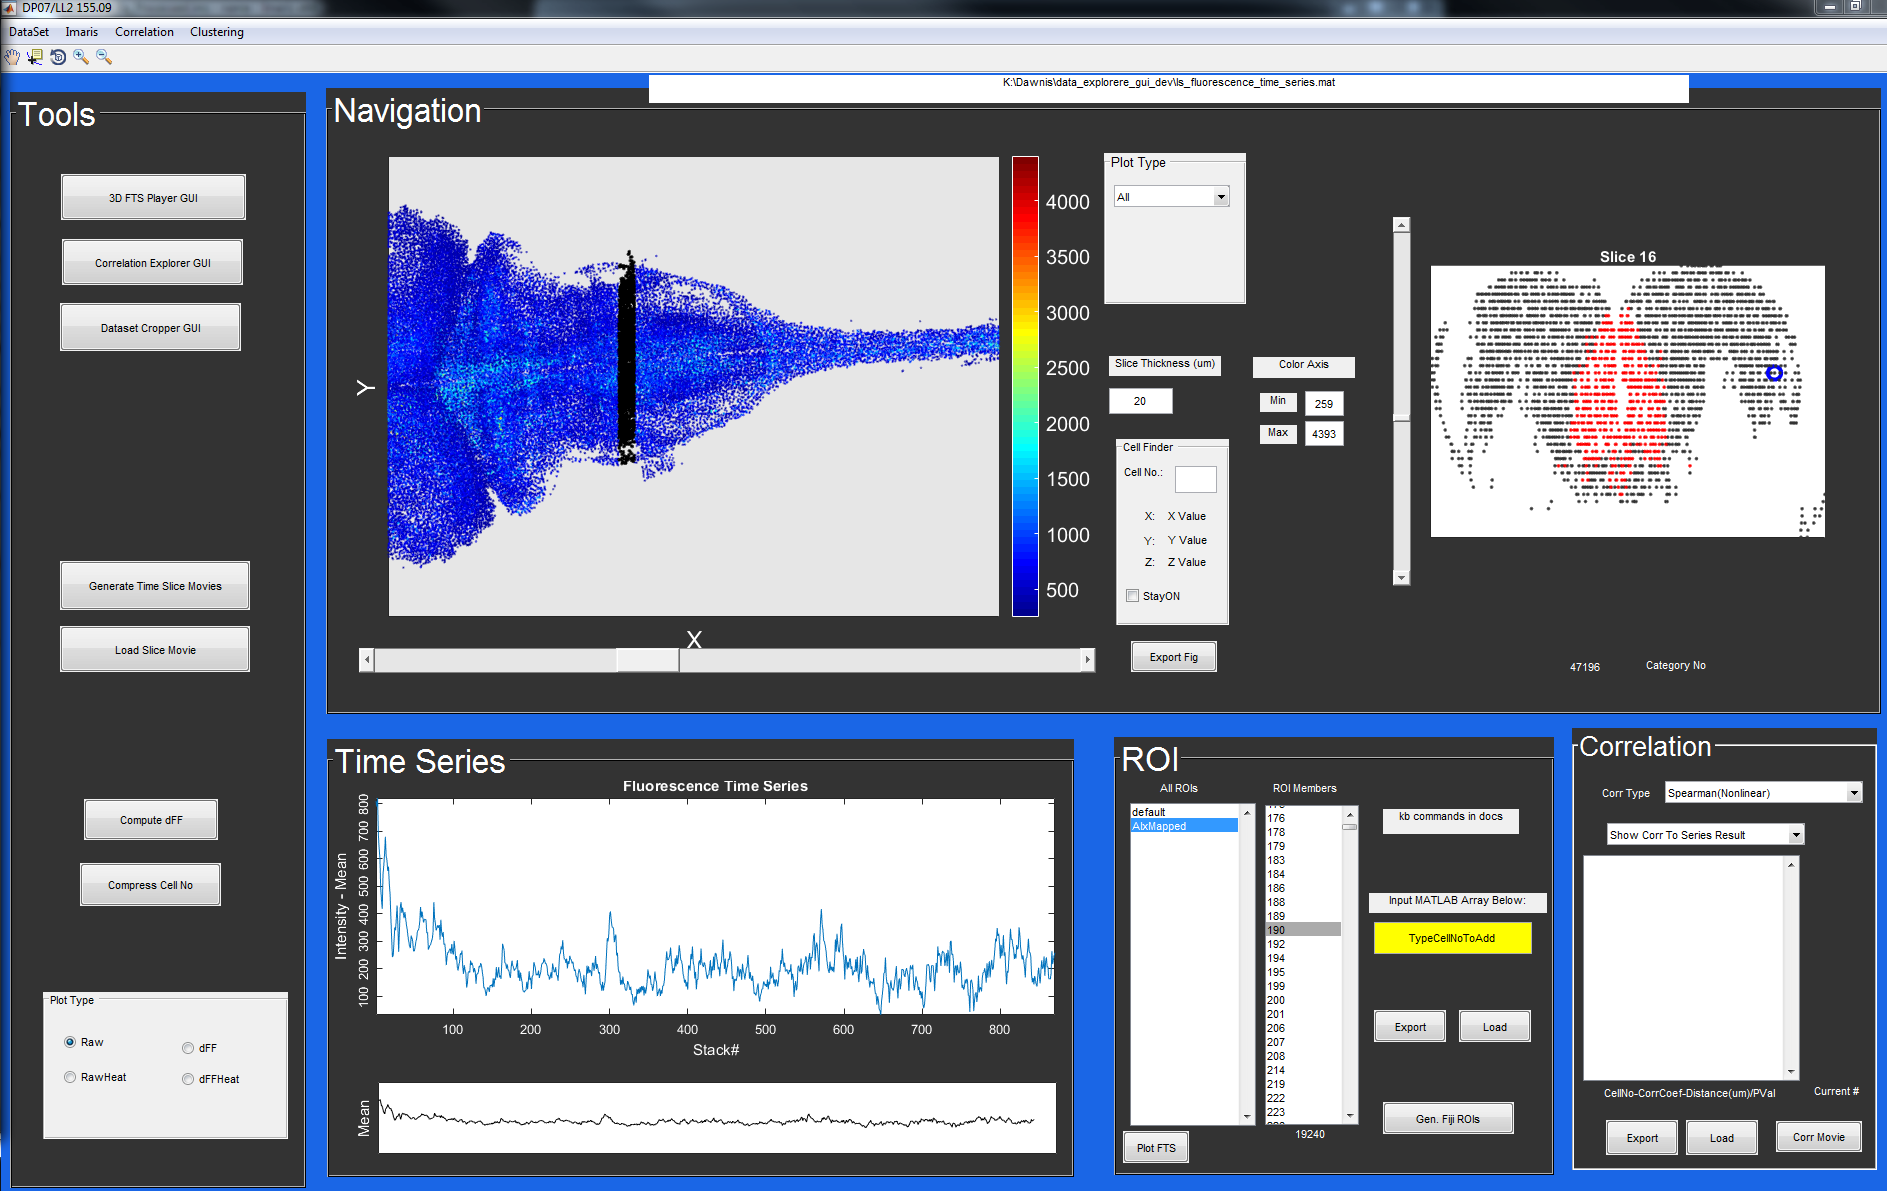 DP07/LL2 155.09
DataSet Imaris Correlation Clustering
K:\Dawnis\data_explorere_gui_dev\ls_fluorescence_time_series.mat
Tools
3D FTS Player GUI
Correlation Explorer GUI
Dataset Cropper GUI
Generate Time Slice Movies
Load Slice Movie
Compute dFF
Compress Cell No
Plot Type
Raw
dFF
RawHeat
dFFHeat
Navigation
Y
X
4000
3500
3000
2500
2000
1500
1000
500
Plot Type
All
Slice Thickness (um)
20
Color Axis
Min 259
Max 4393
Cell Finder
Cell No.:
X: X Value
Y: Y Value
Z: Z Value
StayON
Export Fig
Slice 16
47196 Category No
Time Series
Fluorescence Time Series
Intensity - Mean
800
700
600
500
400
300
200
100
100 200 300 400 500 600 700 800
Stack#
Mean
ROI
All ROIs
default
AlxMapped
Plot FTS
ROI Members
176
178
179
183
184
186
188
189
190
192
194
195
199
200
201
206
207
208
214
219
222
223
19240
kb commands in docs
Input MATLAB Array Below:
TypeCellNoToAdd
Export Load
Gen. Fiji ROIs
Correlation
Corr Type Spearman(Nonlinear)
Show Corr To Series Result
CellNo-CorrCoef-Distance(um)/PVal Current #
Export Load Corr Movie